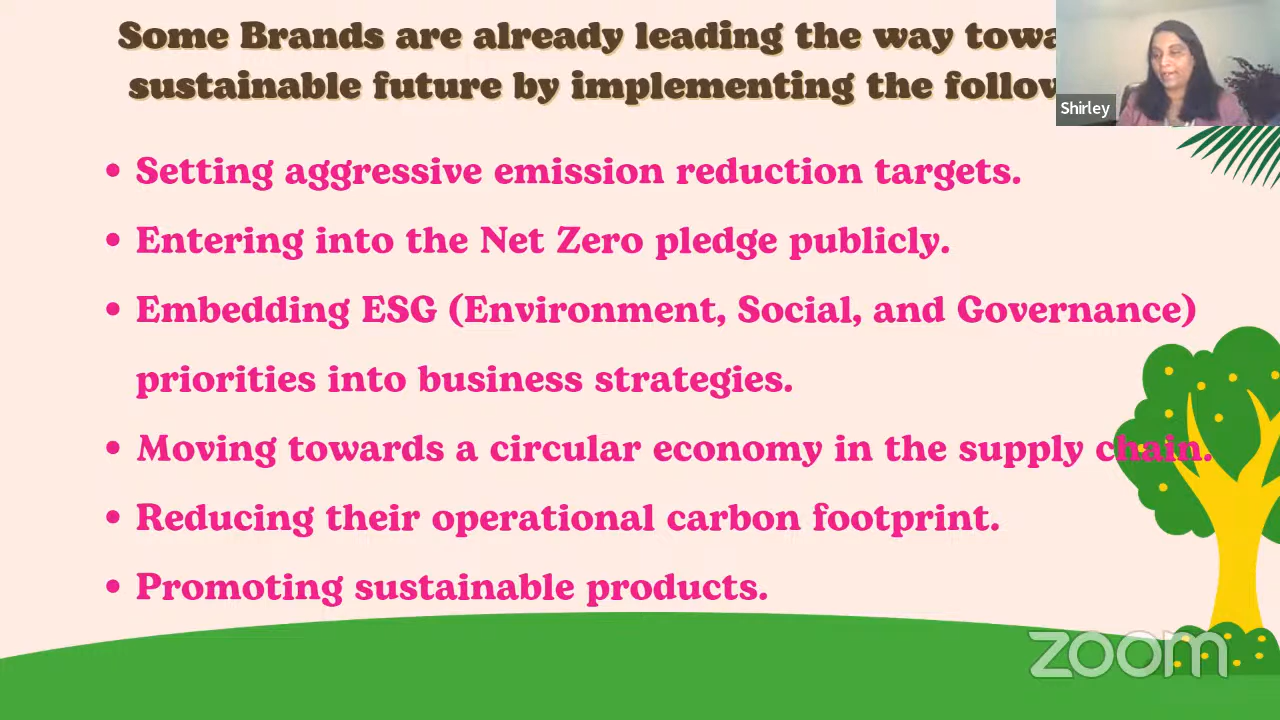 Some Brands are already leading the way
sustainable future by implementing the
• Setting aggressive emission reduction targets.
• Entering into the Net Zero pledge publicly.
• Embedding ESG (Environment, Social, and Governance)
priorities into business strategies.
• Moving towards a circular economy in the supply chain.
• Reducing their operational carbon footprint.
• Promoting sustainable products.
Shirley
zoom